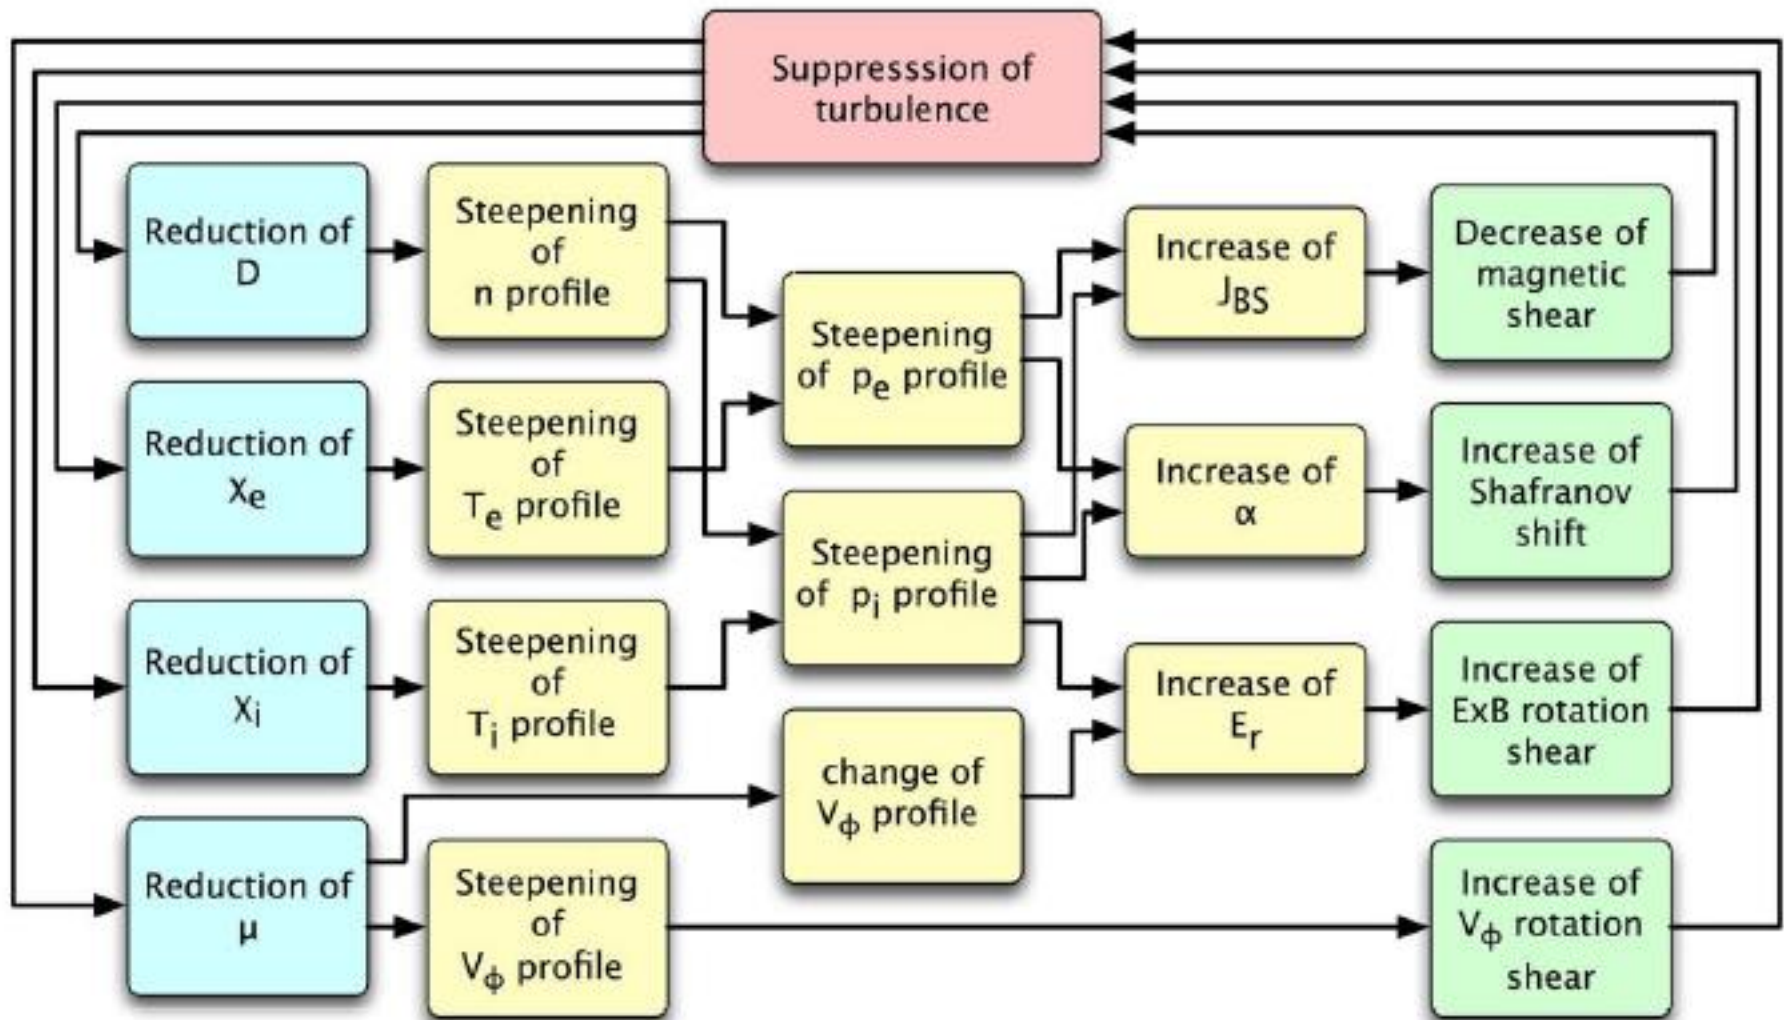 Suppresssion of
turbulence
Reduction of
D
Steepening
of
n profile
Reduction of
χe
Steepening
of
Te profile
Reduction of
χi
Steepening
of
Ti profile
Reduction of
μ
Steepening
of
Vϕ profile
Steepening
of pe profile
Steepening
of pi profile
change of
Vϕ profile
Increase of
JBS
Increase of
α
Increase of
Er
Decrease of
magnetic
shear
Increase of
Shafranov
shift
Increase of
ExB rotation
shear
Increase of
Vϕ rotation
shear